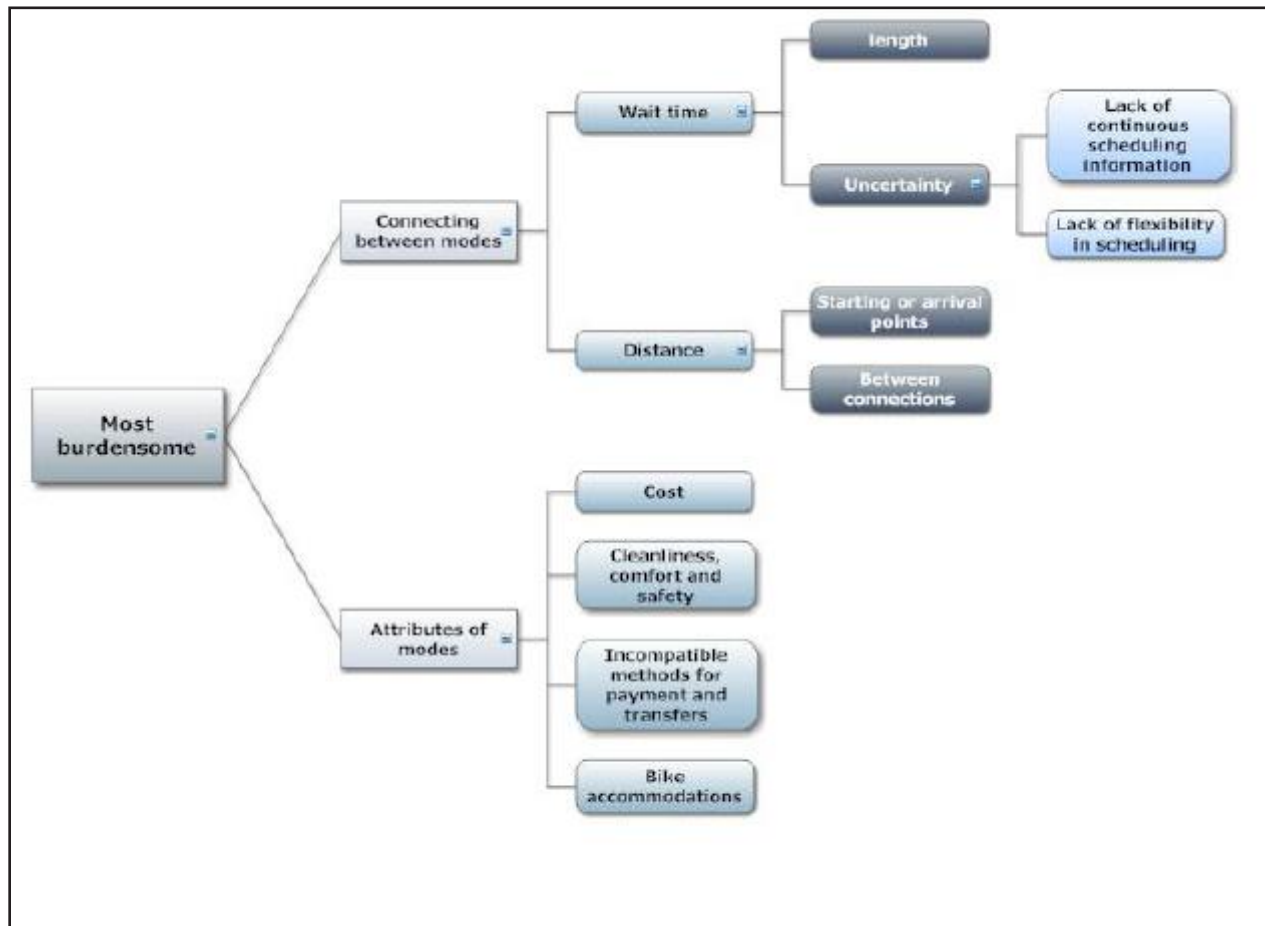 Most
burdensome
Connecting
between modes
Wait time
length
Uncertainty
Lack of
continuous
scheduling
information
Lack of flexibility
in scheduling
Distance
Starting or arrival
points
Between
connections
Attributes of
modes
Cost
Cleanliness,
comfort and
safety
Incompatible
methods for
payment and
transfers
Bike
accommodations